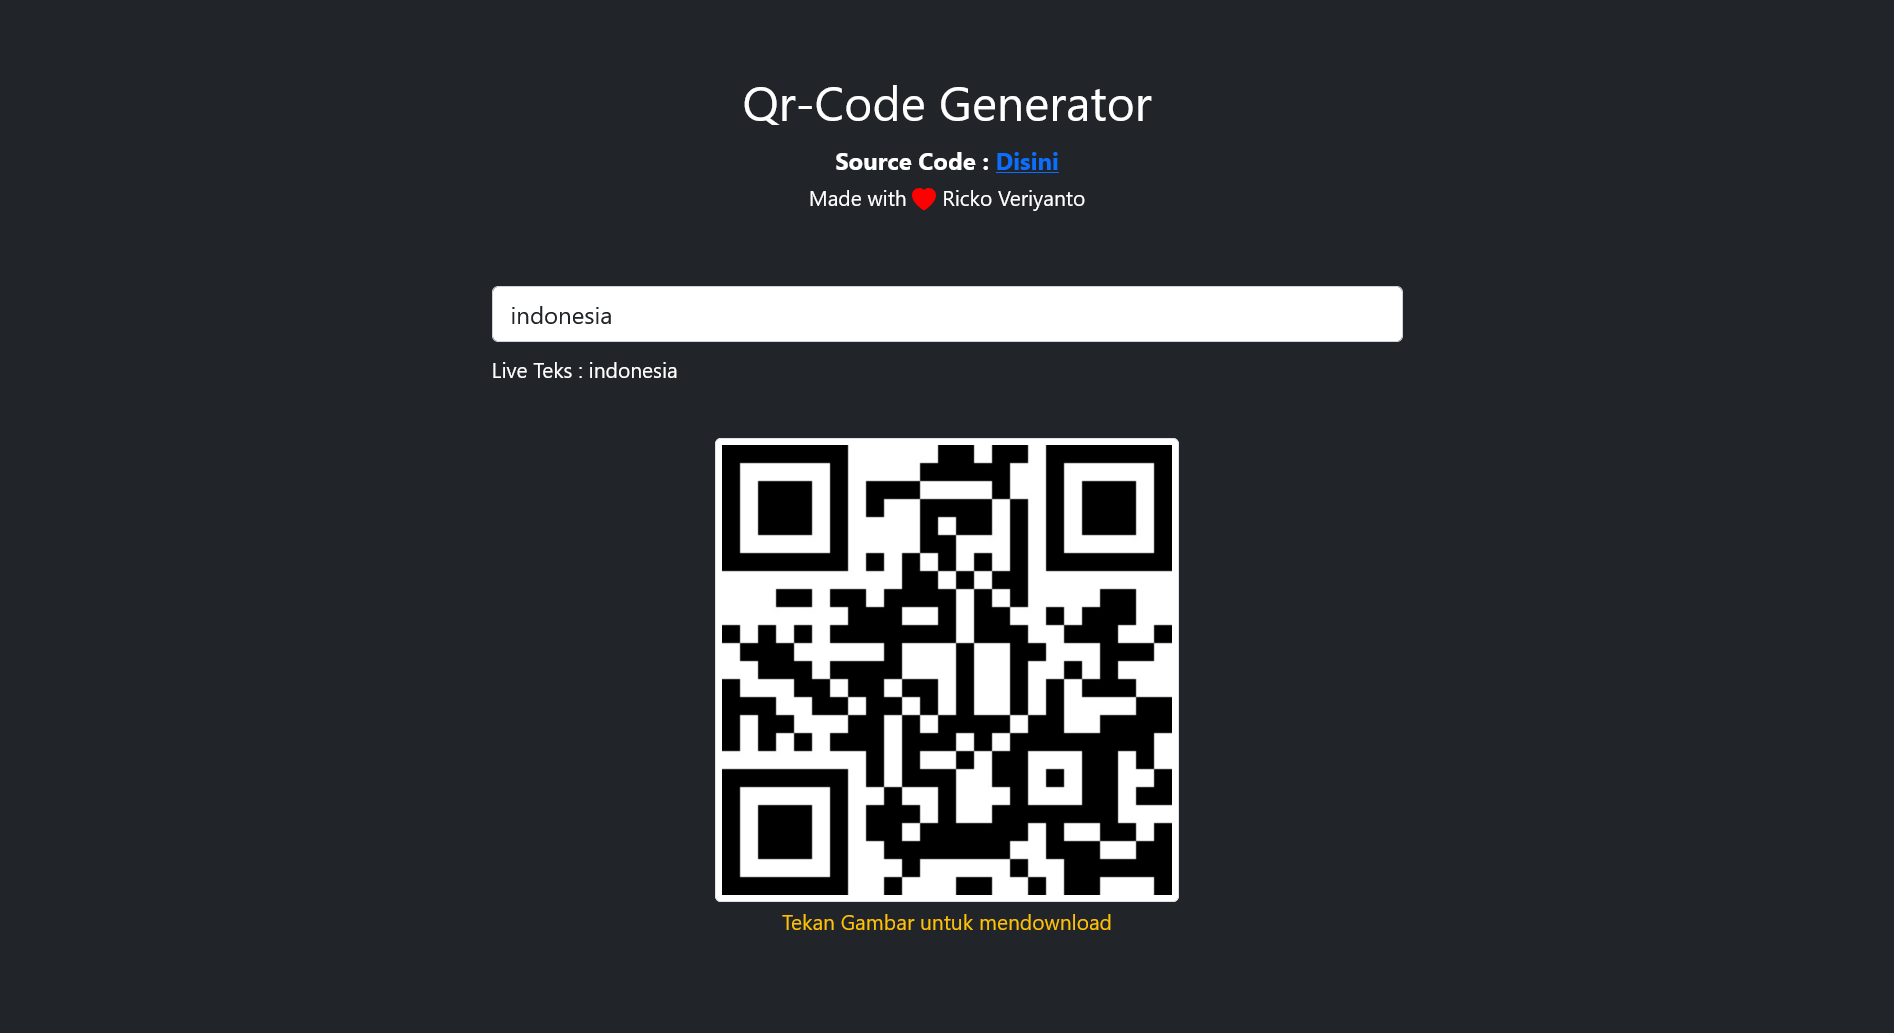 Qr-Code Generator
Source Code : Disini
Made with ❤ Ricko Veriyanto
indonesia
Live Teks : indonesia
Tekan Gambar untuk mendownload